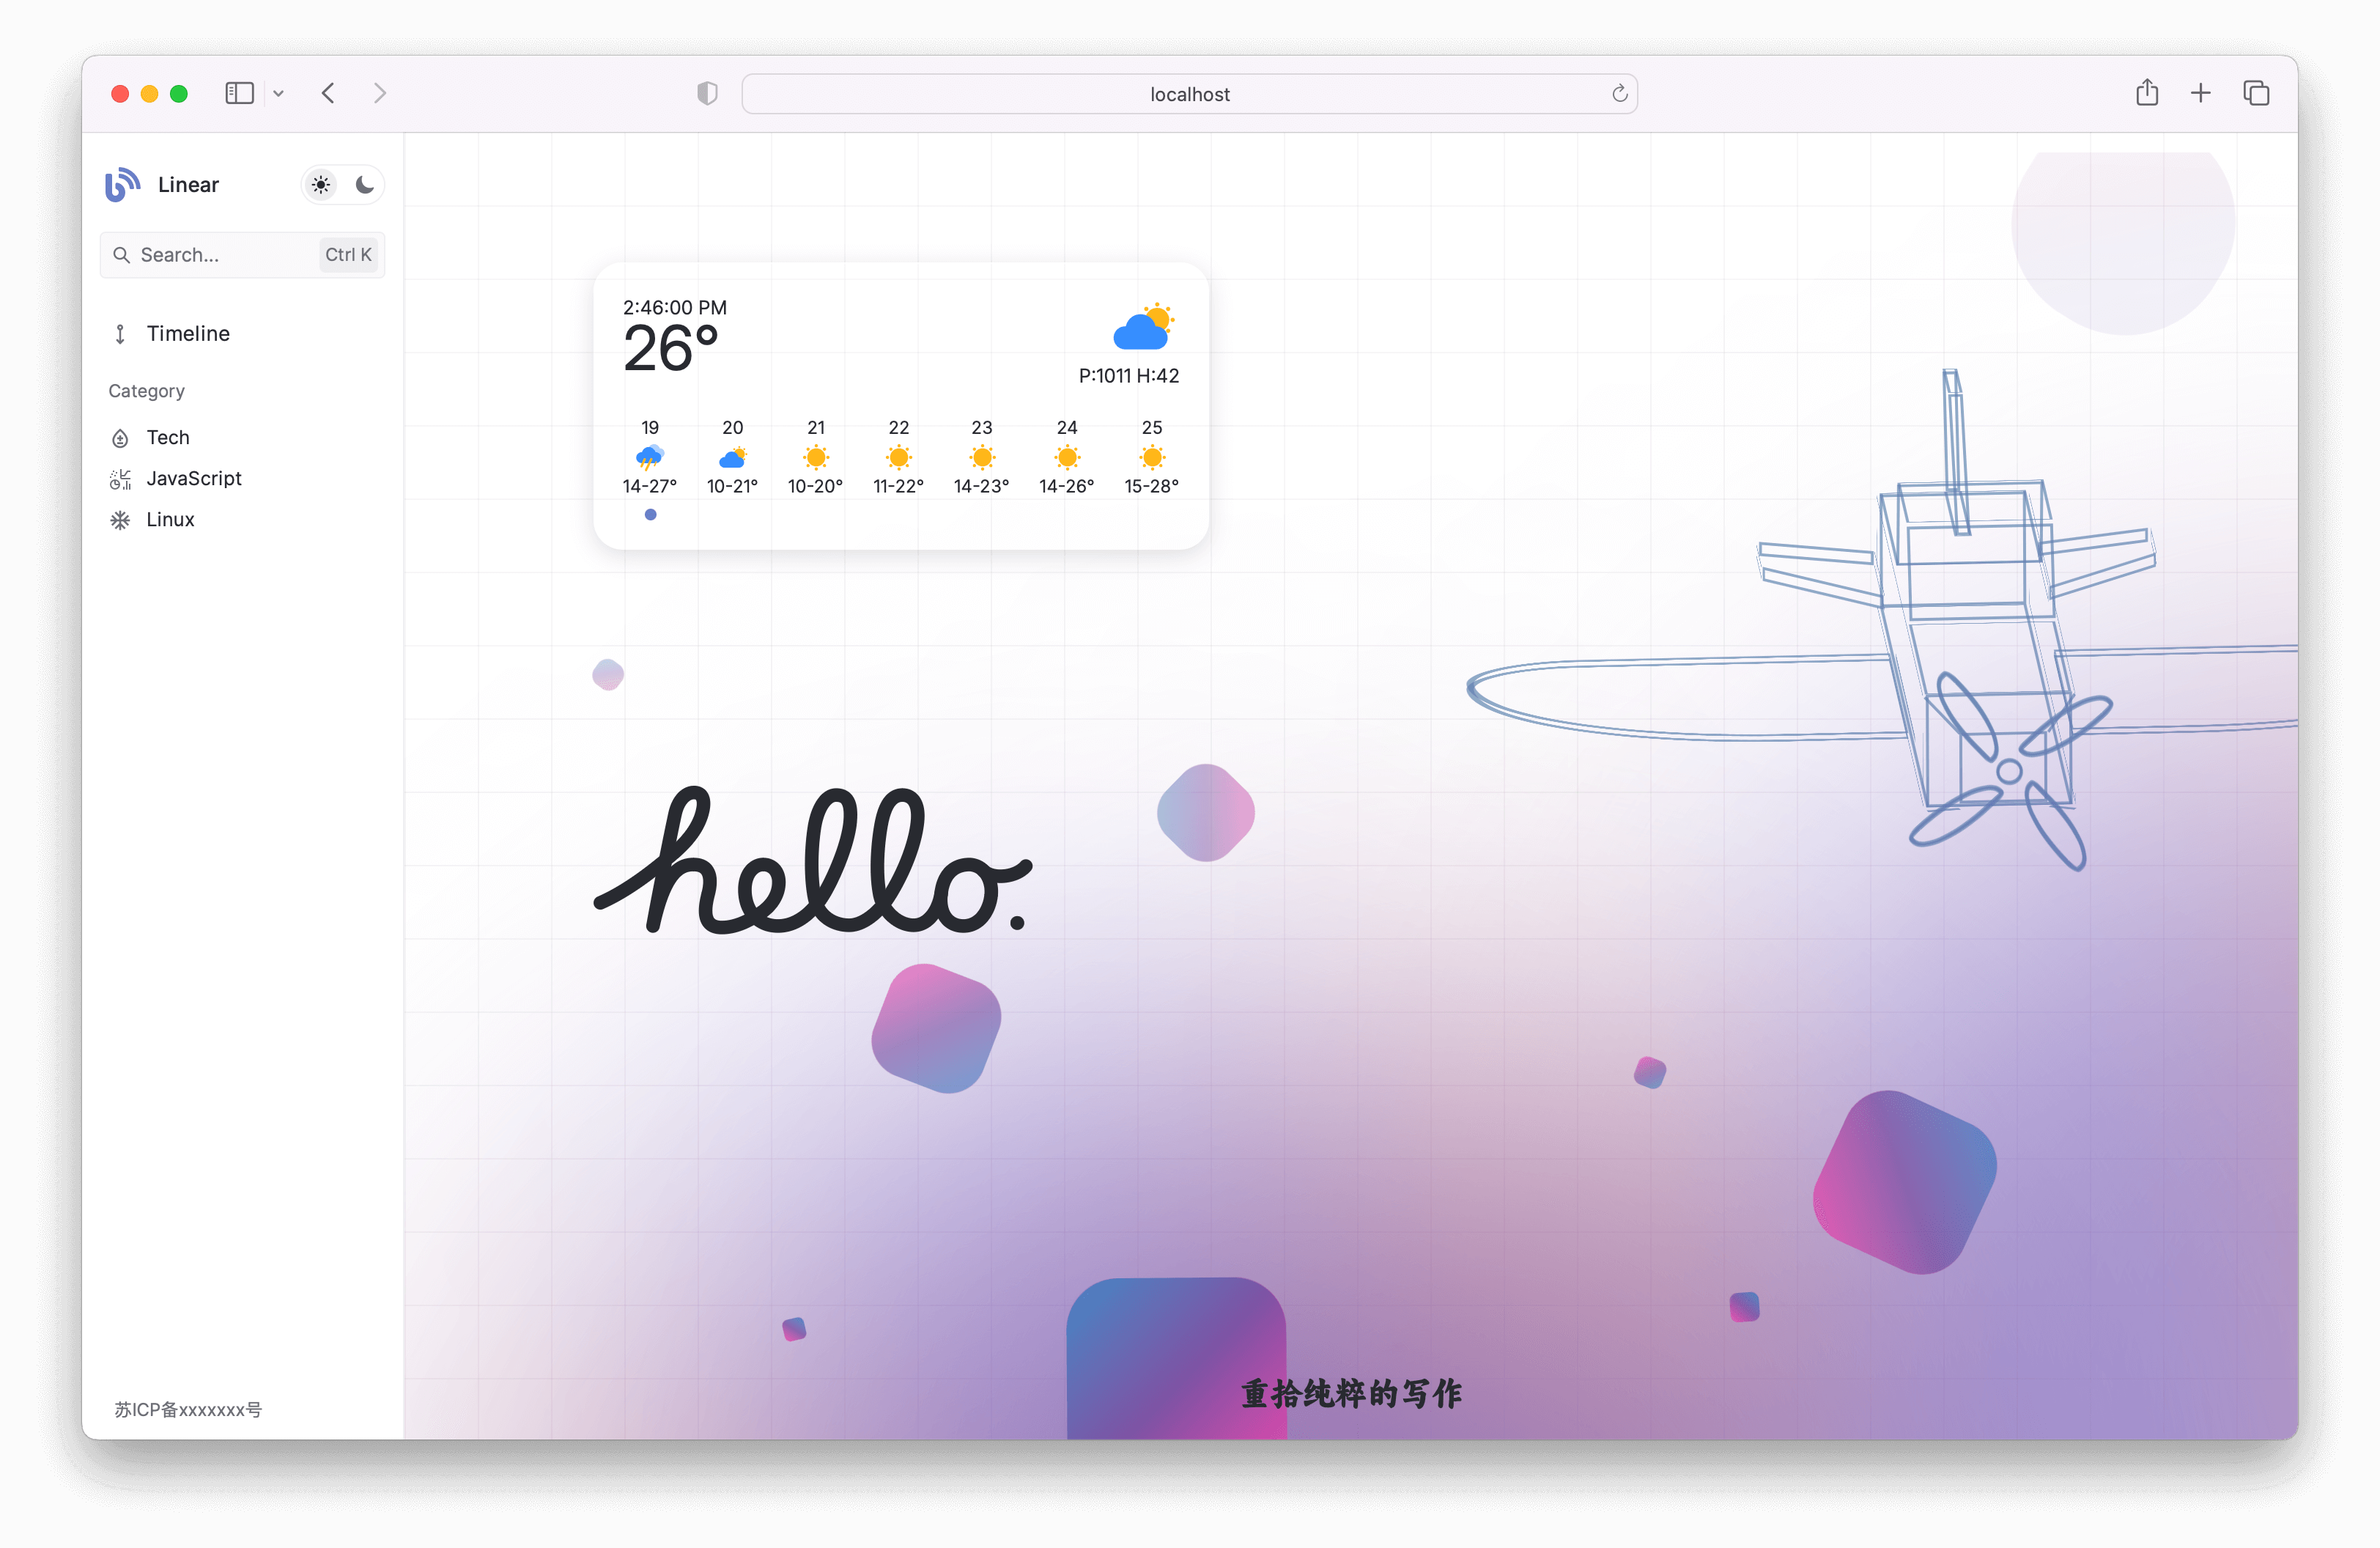 localhost
Linear
Search...
Ctrl K
Timeline
Category
Tech
JavaScript
Linux
苏ICP备xxxxxxx号
2:46:00 PM
26°
P:1011 H:42
19 20 21 22 23 24 25
14-27° 10-21° 10-20° 11-22° 14-23° 14-26° 15-28°
hello.
重拾纯粹的写作